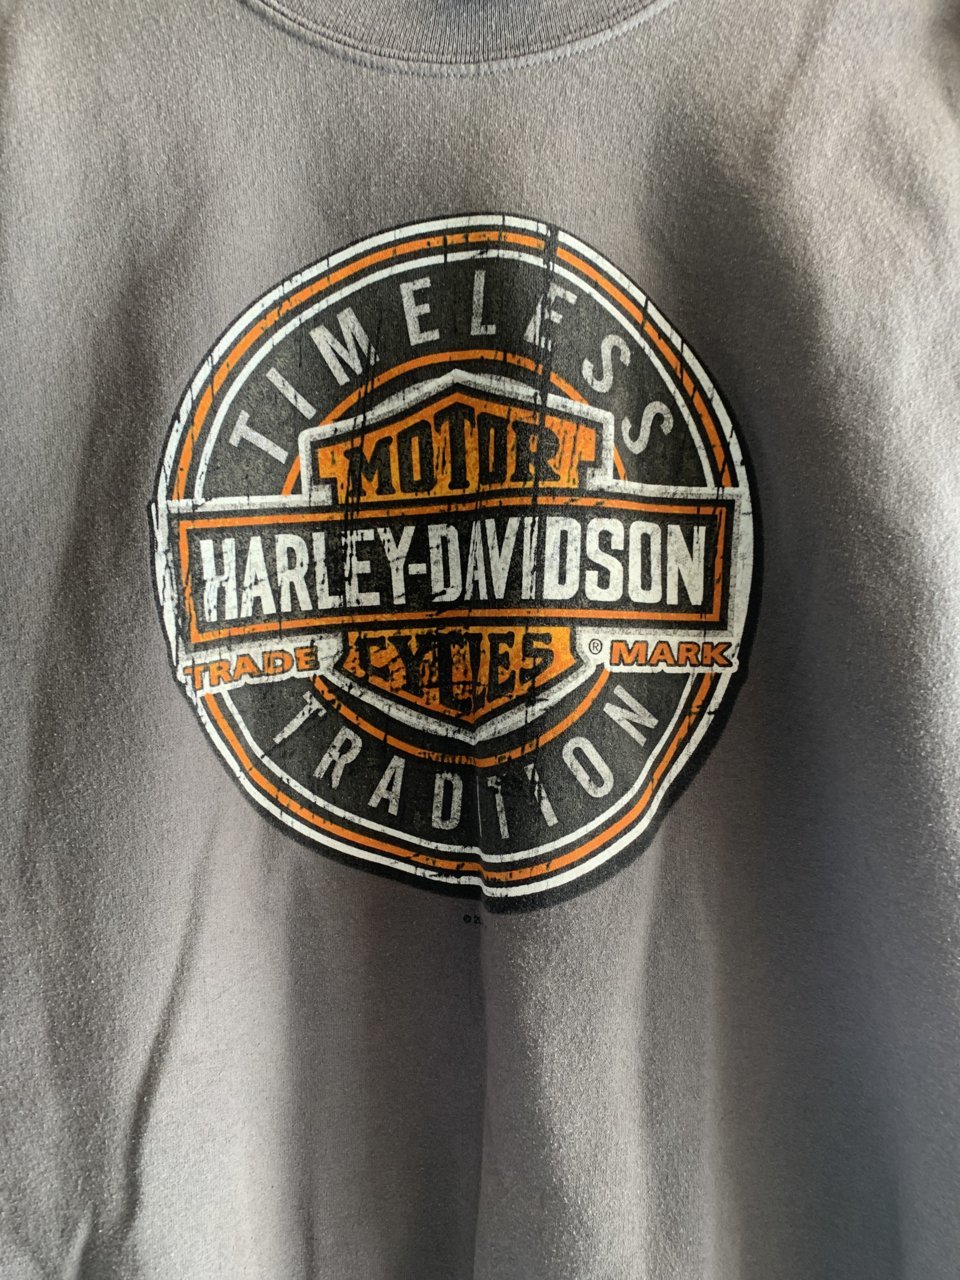 TIMELESS
MOTOR
HARLEY-DAVIDSON
TRADE CYCLES ® MARK
TRADITION
©